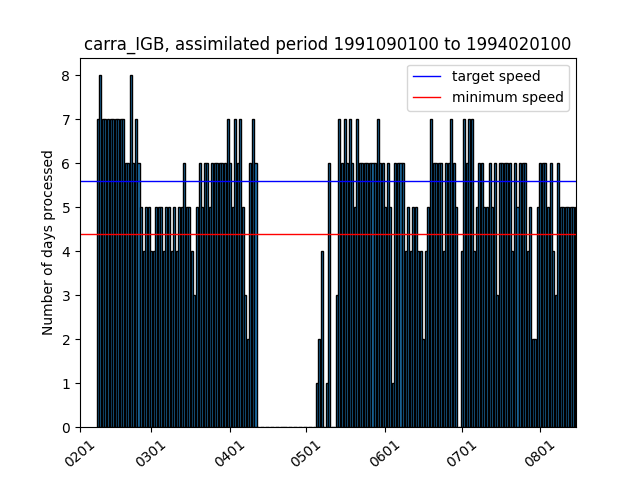 carra_IGB, assimilated period 1991090100 to 1994020100
target speed
minimum speed
Number of days processed
8
7
6
5
4
3
2
1
0
0201 0301 0401 0501 0601 0701 0801